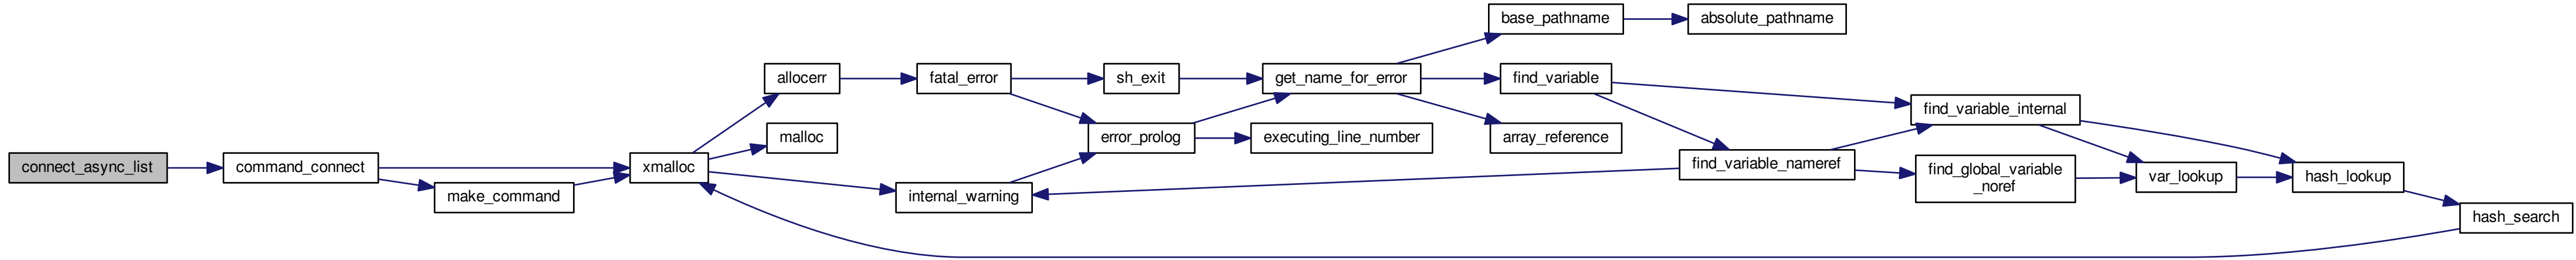 connect_async_list
command_connect
make_command
xmalloc
allocerr
malloc
internal_warning
fatal_error
sh_exit
error_prolog
get_name_for_error
executing_line_number
base_pathname
absolute_pathname
find_variable
array_reference
find_variable_nameref
find_variable_internal
find_global_variable
_noref
var_lookup
hash_lookup
hash_search